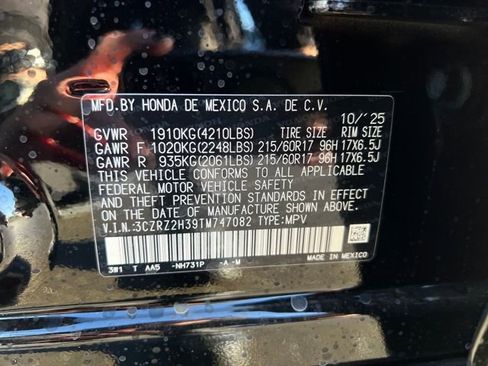 MFD.BY HONDA DE MEXICO S.A. DE C.V.
10/'25
GVWR 1910KG(4210LBS) TIRE SIZE RIM SIZE
GAWR F 1020KG(2248LBS) 215/60R17 96H 17X6.5J
GAWR R 935KG(2061LBS) 215/60R17 96H 17X6.5J
THIS VEHICLE CONFORMS TO ALL APPLICABLE
FEDERAL MOTOR VEHICLE SAFETY
AND THEFT PREVENTION STANDARDS IN EFFECT ON
THE DATE OF MANUFACTURE SHOWN ABOVE.
V.I.N.:3CZRZ2H39TM747082 TYPE:MPV
3W1 T AA5 -NH731P -A-M
MADE IN MEXICO